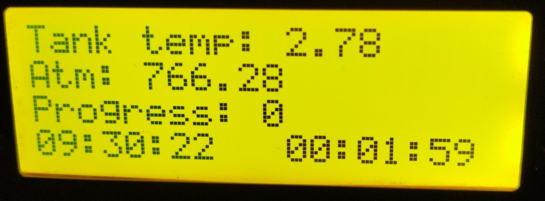 Tank temp: 2.78
Atm: 766.28
Progress: 0
09:30:22 00:01:59